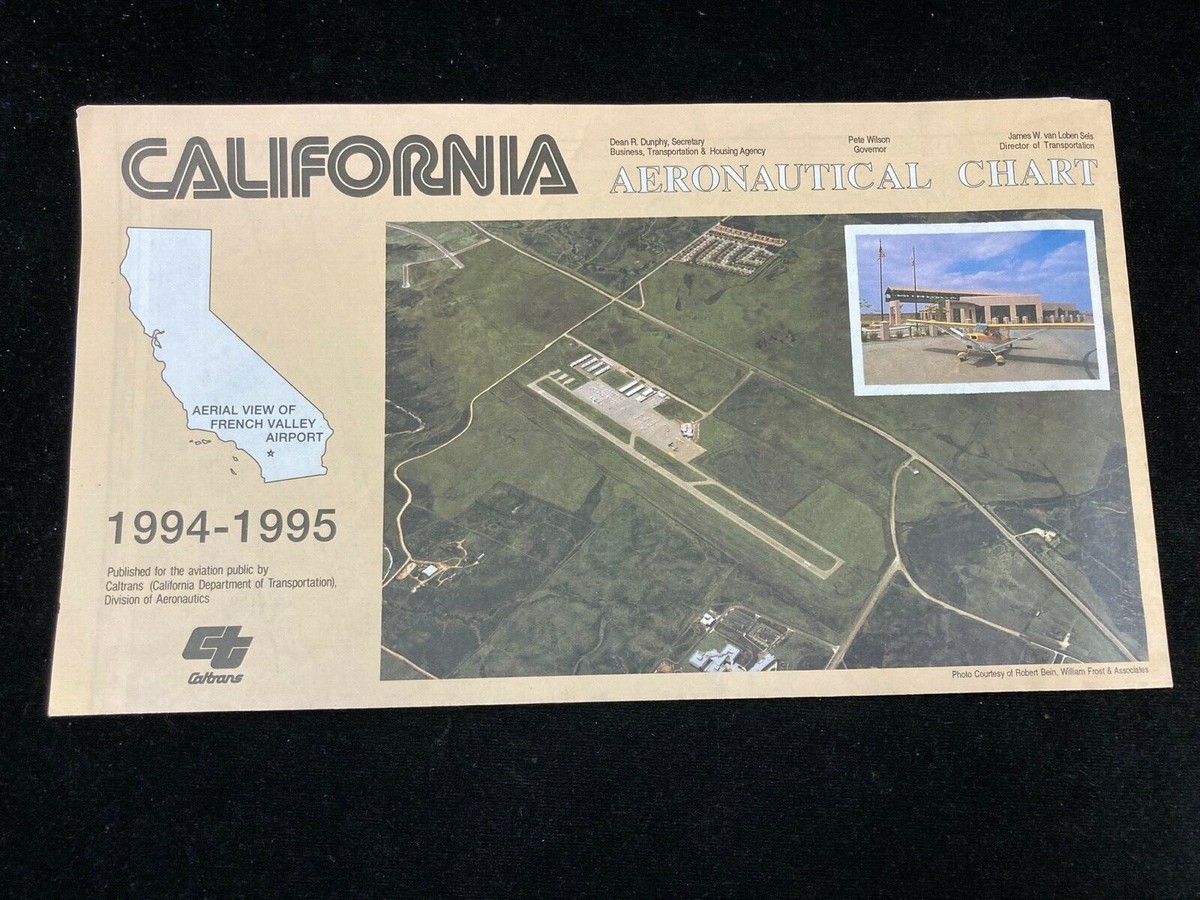 CALIFORNIA
Dean R. Dunphy, Secretary
Business, Transportation & Housing Agency
Pete Wilson
Governor
James W. van Loben Sels
Director of Transportation
AERONAUTICAL CHART
AERIAL VIEW OF
FRENCH VALLEY
AIRPORT
1994-1995
Published for the aviation public by
Caltrans (California Department of Transportation),
Division of Aeronautics
Ct
Caltrans
Photo Courtesy of Robert Bein, William Frost & Associates